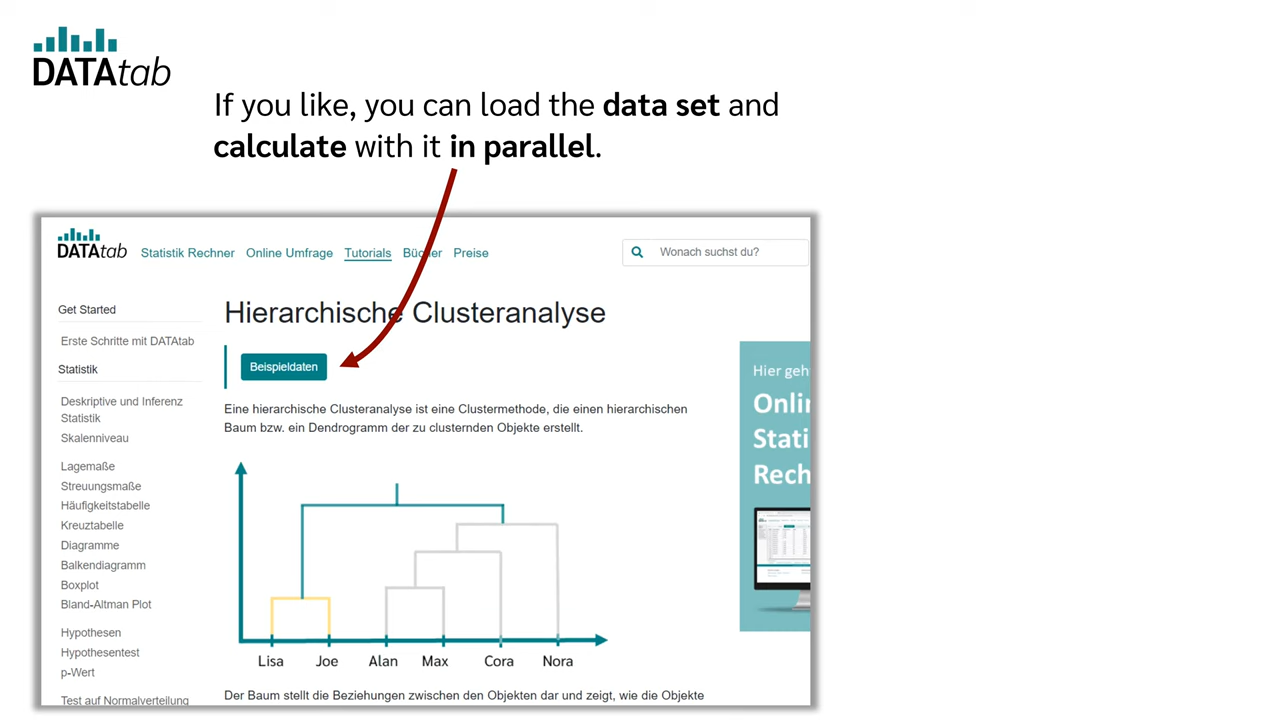 DATAtab
If you like, you can load the data set and
calculate with it in parallel.
DATAtab
Statistik Rechner Online Umfrage Tutorials Bücher Preise
Wonach suchst du?
Get Started
Erste Schritte mit DATAtab
Statistik
Deskriptive und Inferenz
Statistik
Skalenniveau
Lagemaße
Streuungsmaße
Häufigkeitstabelle
Kreuztabelle
Diagramme
Balkendiagramm
Boxplot
Bland-Altman Plot
Hypothesen
Hypothesentest
p-Wert
Test auf Normalverteilung
Hierarchische Clusteranalyse
Beispieldaten
Eine hierarchische Clusteranalyse ist eine Clustermethode, die einen hierarchischen
Baum bzw. ein Dendrogramm der zu clusternden Objekte erstellt.
Lisa Joe Alan Max Cora Nora
Der Baum stellt die Beziehungen zwischen den Objekten dar und zeigt, wie die Objekte
Hier geh
Onli
Stati
Rech